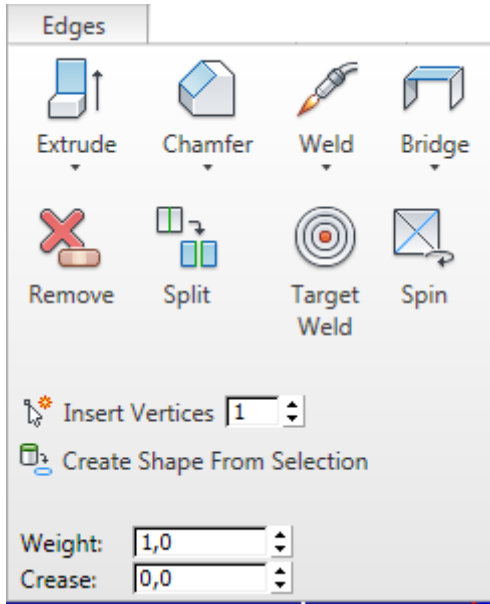 Edges
Extrude Chamfer Weld Bridge
Remove Split Target Weld Spin
Insert Vertices 1
Create Shape From Selection
Weight: 1,0
Crease: 0,0